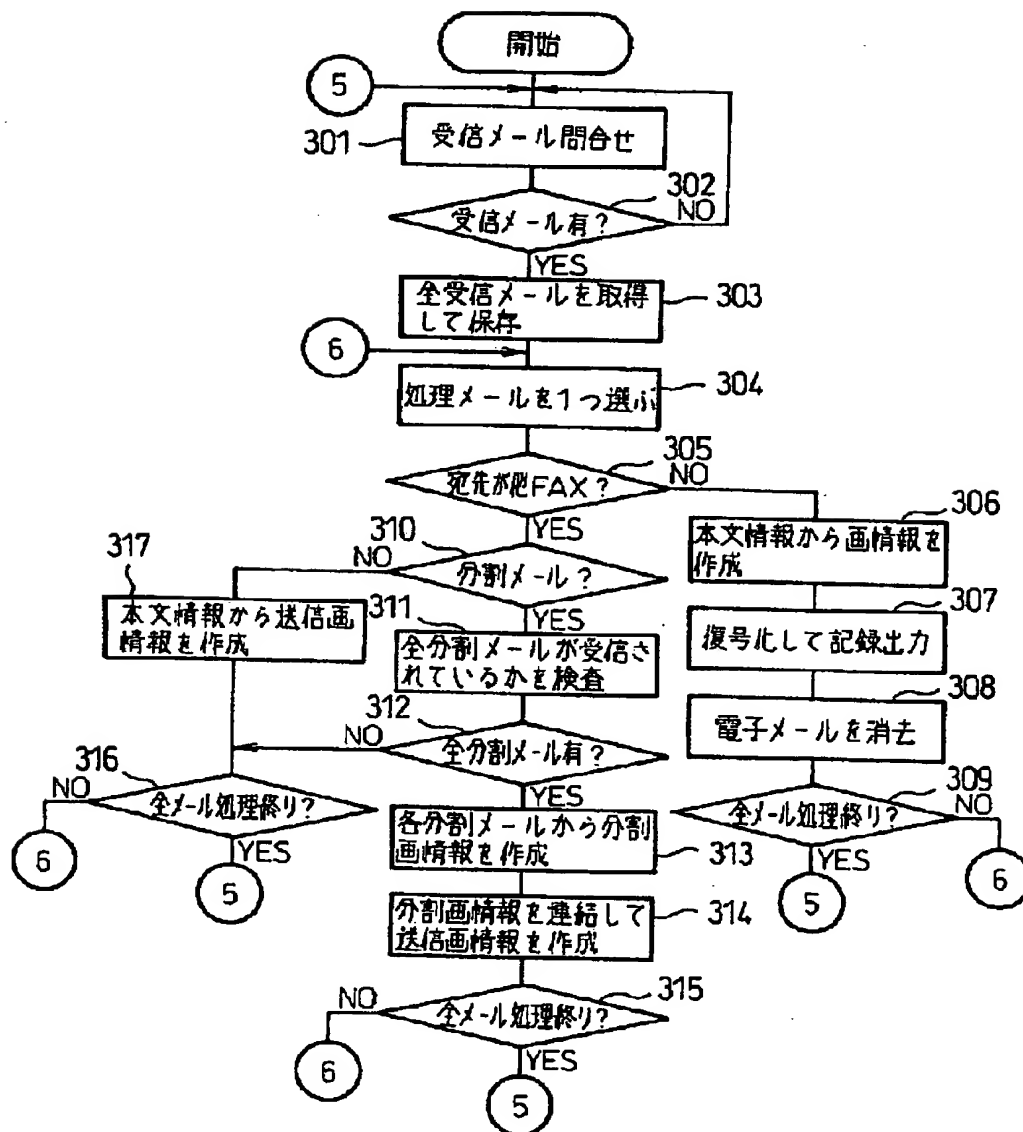 開始
5
301
受信メール問合せ
302
受信メール有?
NO
YES
全受信メールを取得
して保存
303
6
処理メールを1つ選ぶ
304
305
宛先が他FAX?
NO
YES
306
本文情報から画情報を
作成
307
復号化して記録出力
308
電子メールを消去
309
全メール処理終り?
NO
YES
6
5
310
NO
分割メール?
YES
317
本文情報から送信画
情報を作成
311
全分割メールが受信さ
れているかを検査
312
NO
全分割メール有?
YES
316
NO
全メール処理終り?
YES
6
5
各分割メールから分割
画情報を作成
313
分割画情報を連結して
送信画情報を作成
314
315
NO
全メール処理終り?
YES
6
5